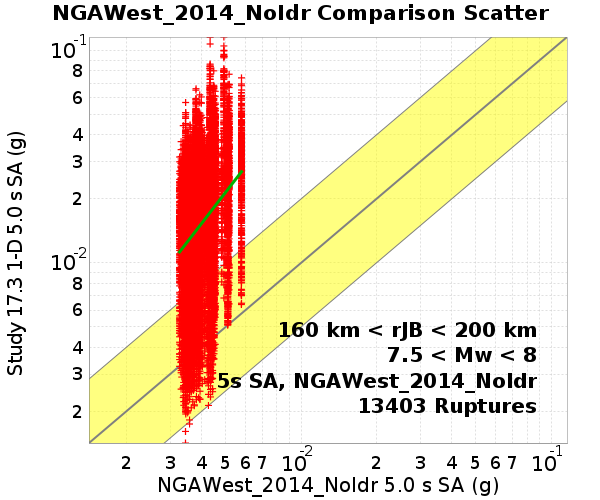 NGAWest_2014_NoIdr Comparison Scatter
Study 17.3 1-D 5.0 s SA (g)
10-1
8
6
4
3
2
10-2
8
6
4
3
2
160 km < rJB < 200 km
7.5 < Mw < 8
5s SA, NGAWest_2014_NoIdr
13403 Ruptures
2 3 4 5 6 7 10-2 2 3 4 5 6 7 10-1
NGAWest_2014_NoIdr 5.0 s SA (g)